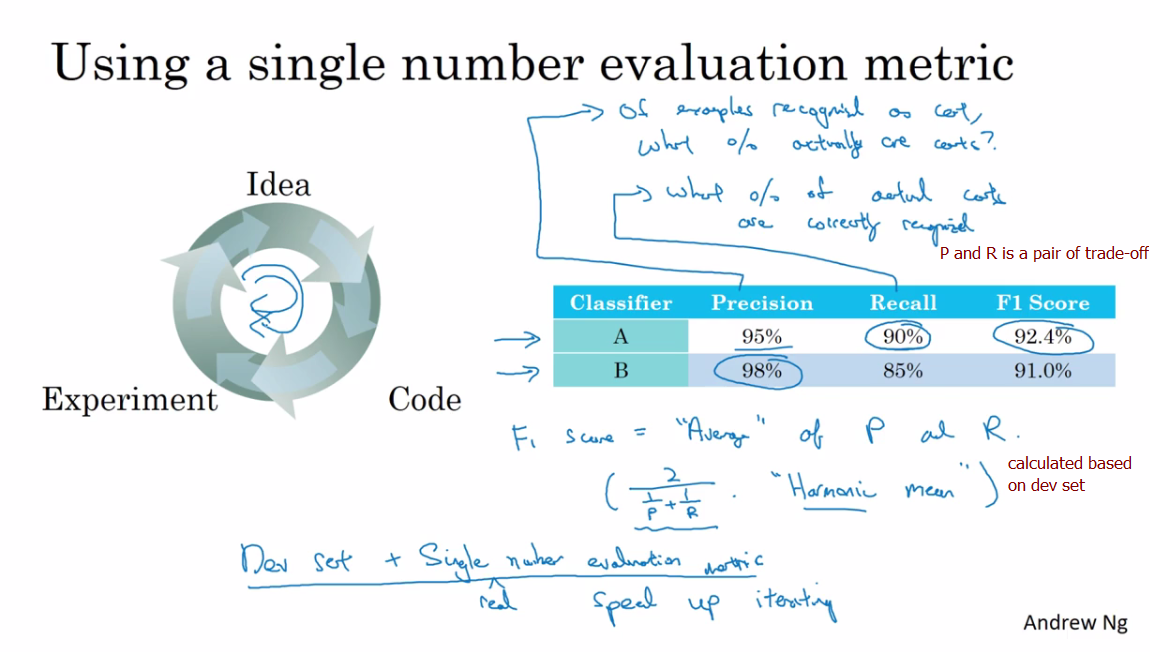 Using a single number evaluation metric
Of examples recognized as cat,
what % actually are cats?
what % of actual cats
are correctly recognized
P and R is a pair of trade-off
Idea
Experiment
Code
Classifier Precision Recall F1 Score
A 95% 90% 92.4%
B 98% 85% 91.0%
F1 score = "Average" of P and R.
( 2 / (1/P + 1/R) . "Harmonic mean" )
calculated based
on dev set
Dev set + Single number evaluation metric
real speed up iterating
Andrew Ng